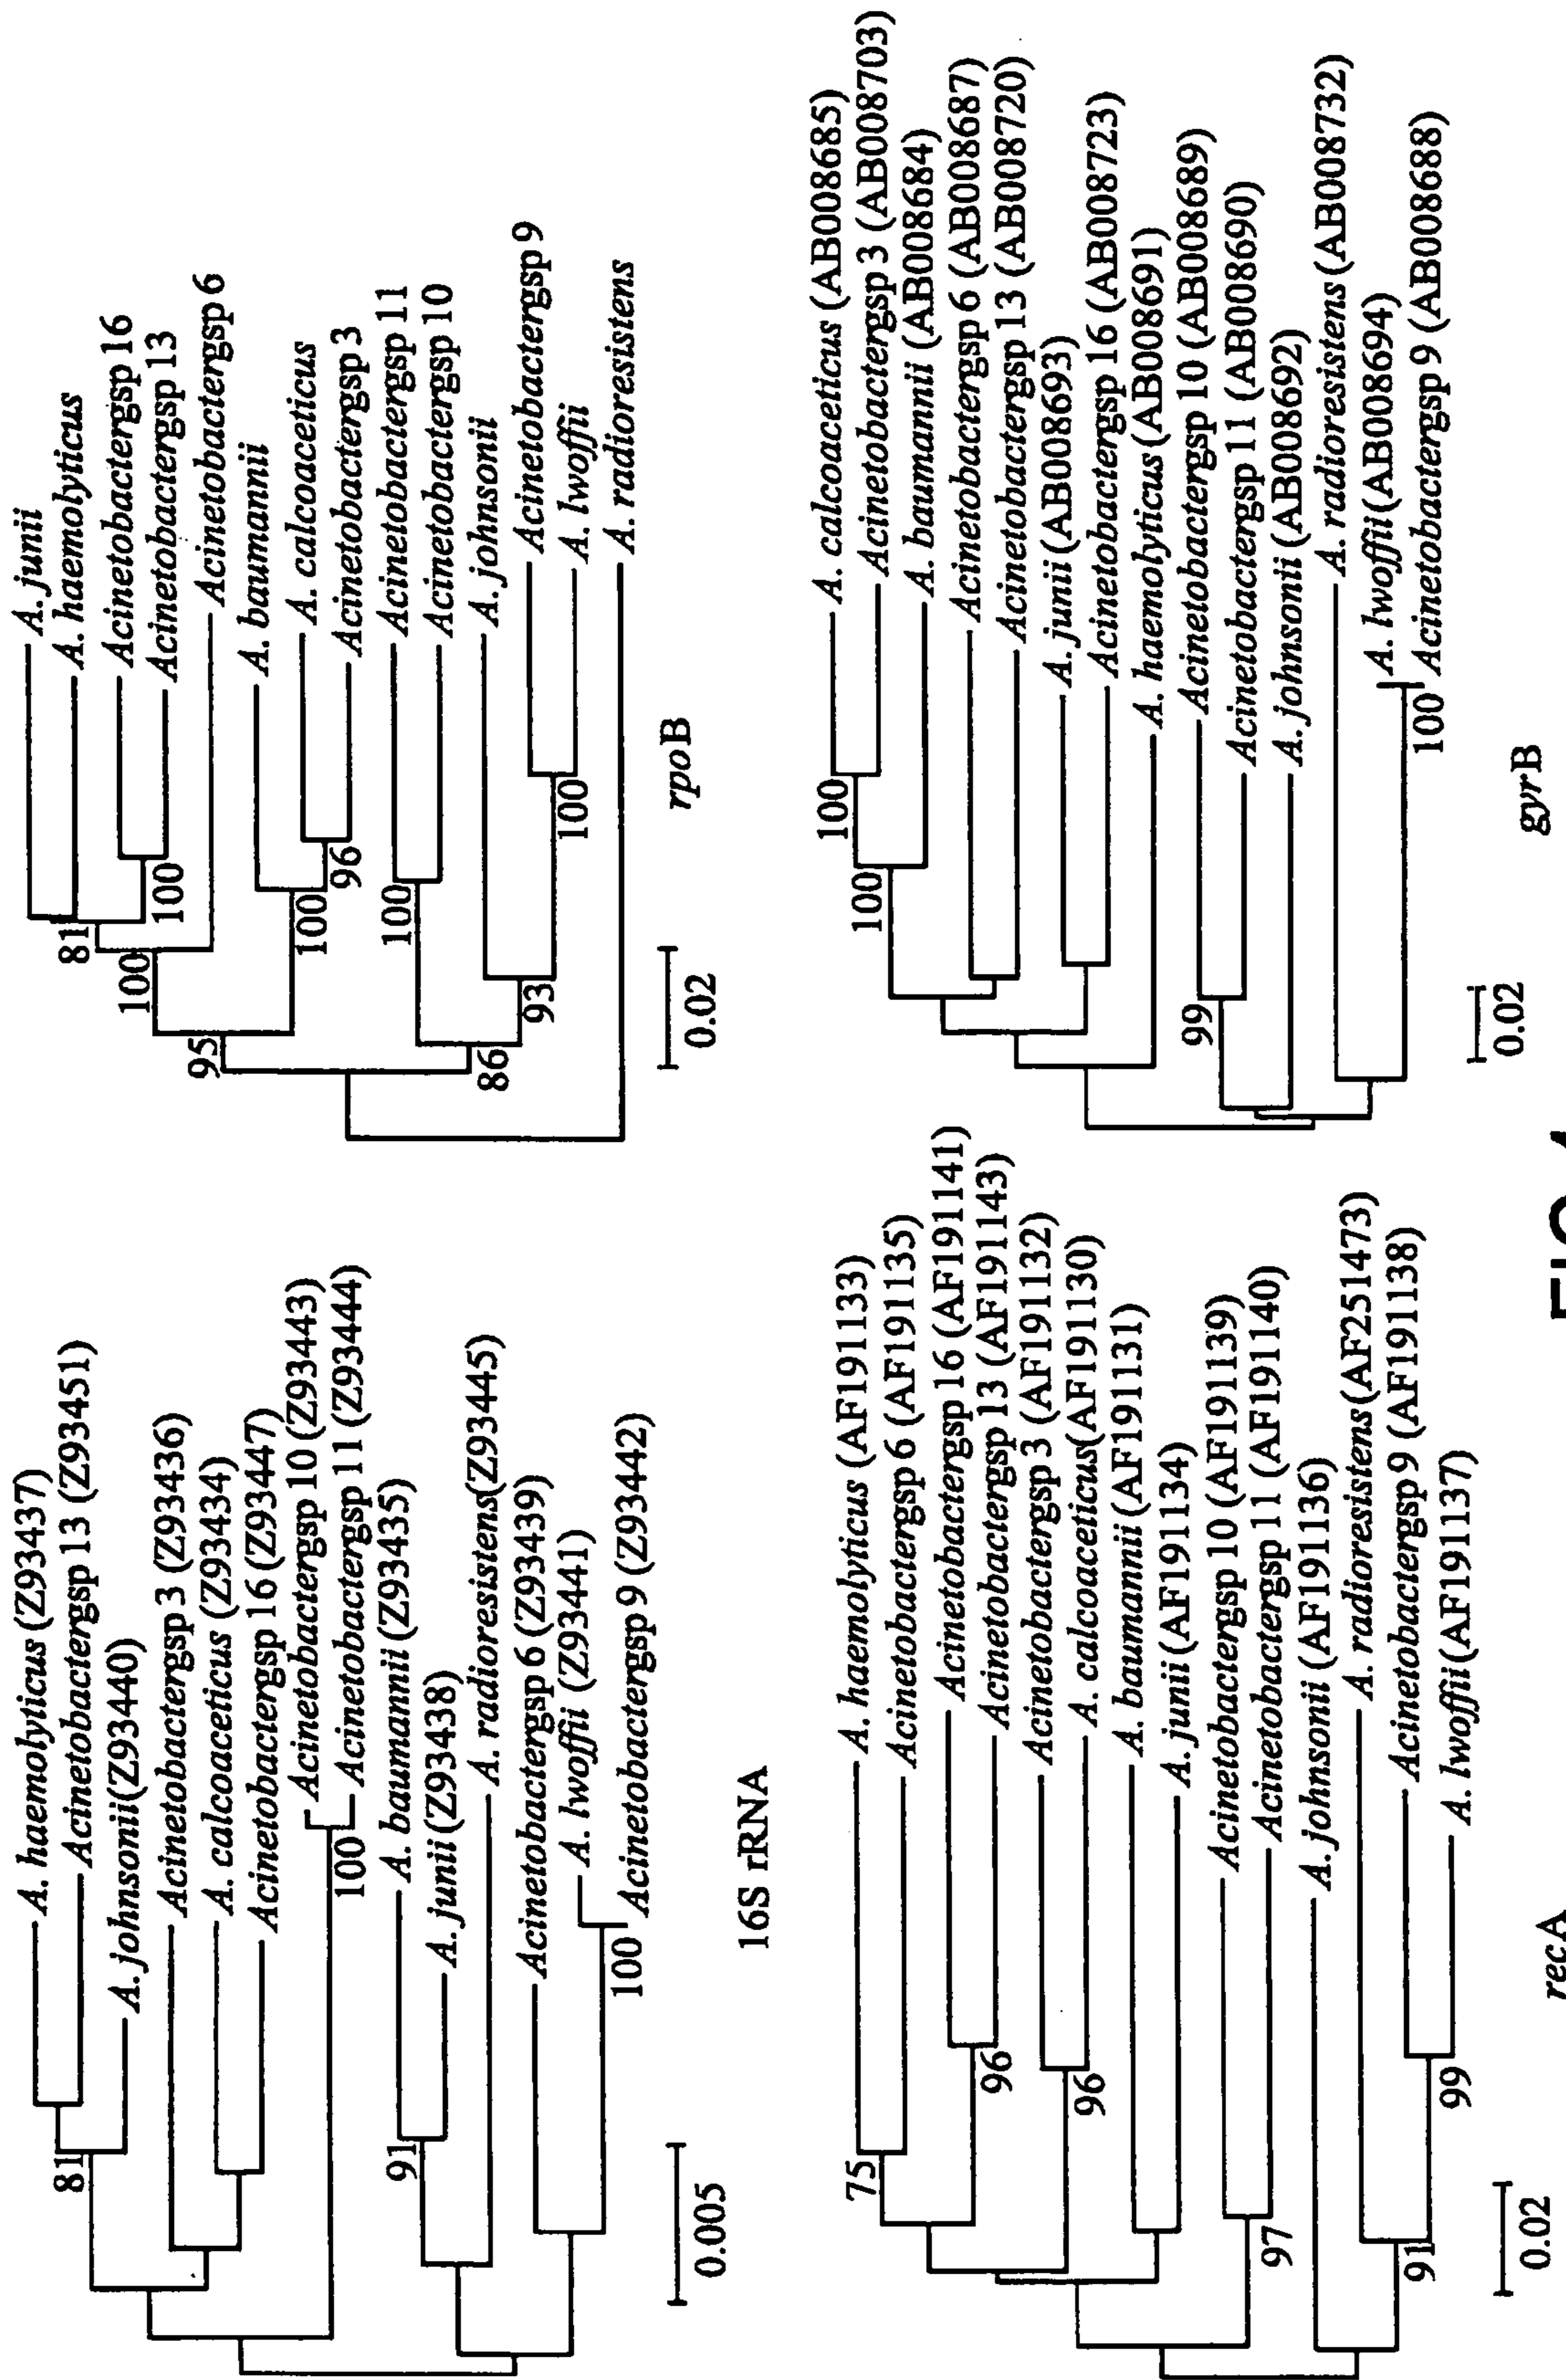 A. haemolyticus (Z93437)
Acinetobactergsp 13 (Z93451)
A. johnsonii(Z93440)
Acinetobactergsp 3 (Z93436)
A. calcoaceticus (Z93434)
Acinetobactergsp 16 (Z93447)
Acinetobactergsp 10 (Z93443)
Acinetobactergsp 11 (Z93444)
A. baumannii (Z93435)
A. junii (Z93438)
A. radioresistens(Z93445)
Acinetobactergsp 6 (Z93439)
A. lwoffii (Z93441)
Acinetobactergsp 9 (Z93442)
81
100
91
100
0.005
16S rRNA
A. junii
A. haemolyticus
Acinetobactergsp 16
Acinetobactergsp 13
Acinetobactergsp 6
A. baumannii
A. calcoaceticus
Acinetobactergsp 3
Acinetobactergsp 11
Acinetobactergsp 10
A. johnsonii
Acinetobactergsp 9
A. lwoffii
A. radioresistens
81
100
100
95
100
96
100
86
93
100
0.02
rpoB
A. haemolyticus (AF191133)
Acinetobactergsp 6 (AF191135)
Acinetobactergsp 16 (AF191141)
Acinetobactergsp 13 (AF191143)
Acinetobactergsp 3 (AF191132)
A. calcoaceticus(AF191130)
A. baumannii (AF191131)
A. junii (AF191134)
Acinetobactergsp 10 (AF191139)
Acinetobactergsp 11 (AF191140)
A. johnsonii (AF191136)
A. radioresistens (AF251473)
Acinetobactergsp 9 (AF191138)
A. lwoffii (AF191137)
75
96
96
97
91
99
0.02
recA
A. calcoaceticus (AB008685)
Acinetobactergsp 3 (AB008703)
A. baumannii (AB008684)
Acinetobactergsp 6 (AB008687)
Acinetobactergsp 13 (AB008720)
A. junii (AB008693)
Acinetobactergsp 16 (AB008723)
A. haemolyticus (AB008691)
Acinetobactergsp 10 (AB008689)
Acinetobactergsp 11 (AB008690)
A. johnsonii (AB008692)
A. radioresistens (AB008732)
A. lwoffii (AB008694)
Acinetobactergsp 9 (AB008688)
100
100
99
100
0.02
gyrB